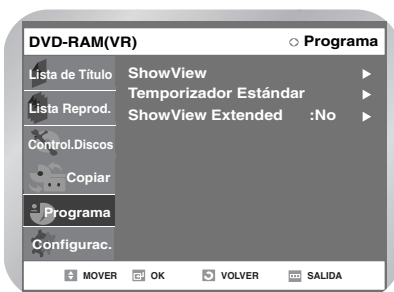 DVD-RAM(VR) Programa
Lista de Título
ShowView
Temporizador Estándar
Lista Reprod.
ShowView Extended :No
Control.Discos
Copiar
Programa
Configurac.
MOVER OK VOLVER SALIDA